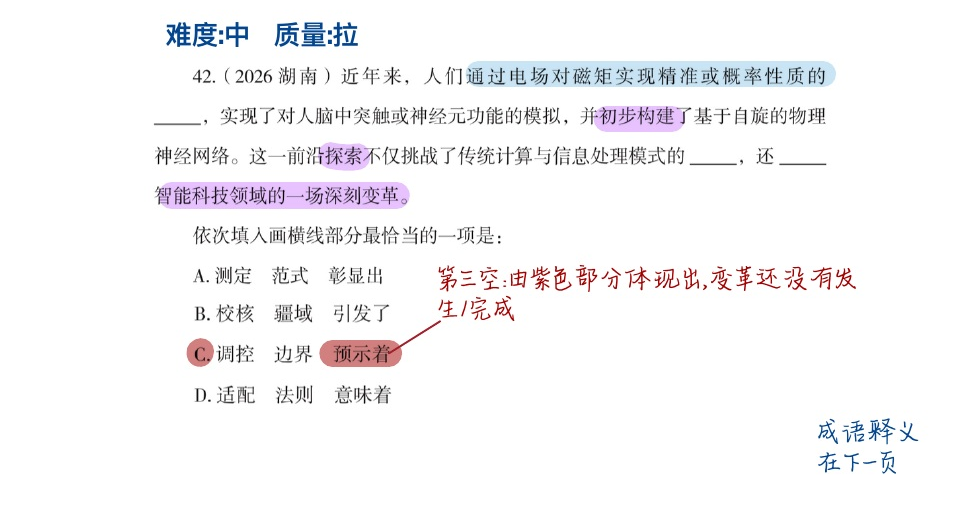 难度:中　质量:拉
42.（2026 湖南）近年来，人们通过电场对磁矩实现精准或概率性质的
_____，实现了对人脑中突触或神经元功能的模拟，并初步构建了基于自旋的物理
神经网络。这一前沿探索不仅挑战了传统计算与信息处理模式的 _____，还 _____
智能科技领域的一场深刻变革。
依次填入画横线部分最恰当的一项是：
A. 测定　范式　彰显出
B. 校核　疆域　引发了
C. 调控　边界　预示着
D. 适配　法则　意味着
第三空:由紫色部分体现出,变革还没有发
生/完成
成语释义
在下一页